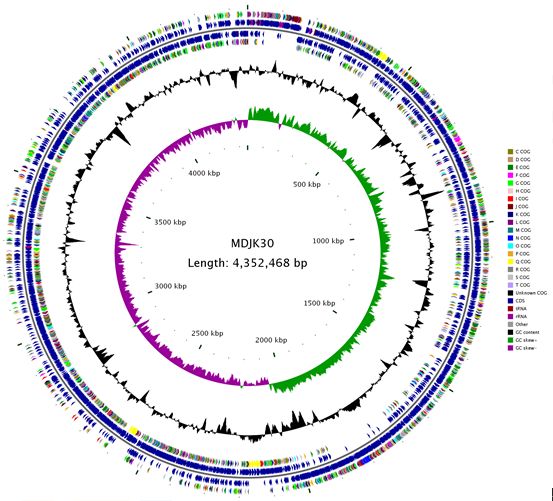 4000 kbp
500 kbp
3500 kbp
MDJK30
1000 kbp
Length: 4,352,468 bp
3000 kbp
1500 kbp
2500 kbp
2000 kbp
C COG
D COG
E COG
F COG
G COG
H COG
I COG
J COG
K COG
L COG
M COG
N COG
O COG
P COG
Q COG
R COG
S COG
T COG
Unknown COG
CDS
tRNA
rRNA
Other
GC content
GC skew+
GC skew-